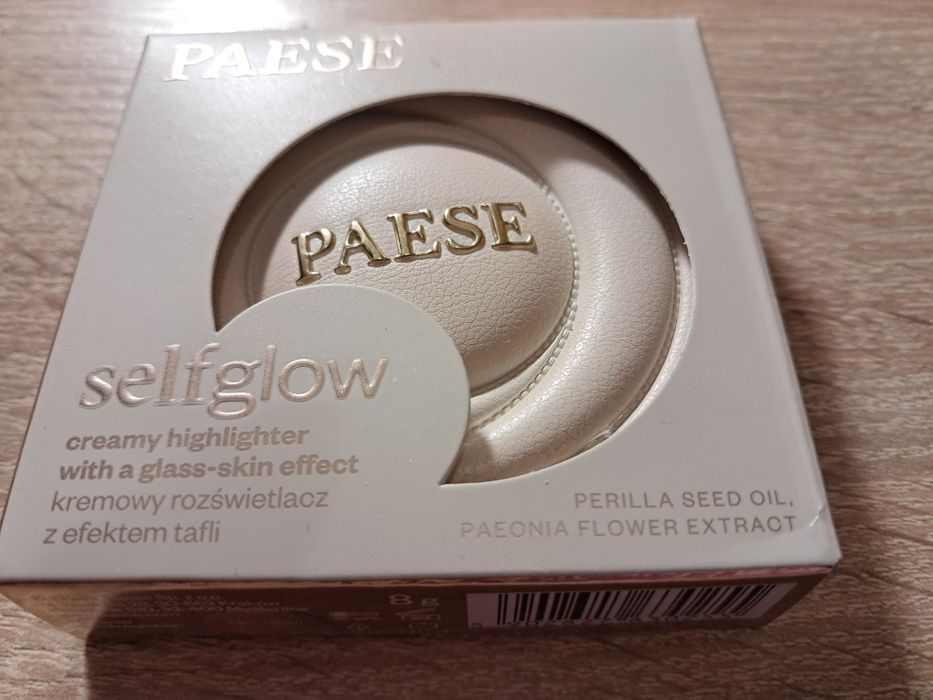 PAESE
PAESE
selfglow
creamy highlighter
with a glass-skin effect
kremowy rozświetlacz
z efektem tafli
PERILLA SEED OIL,
PAEONIA FLOWER EXTRACT
8 g